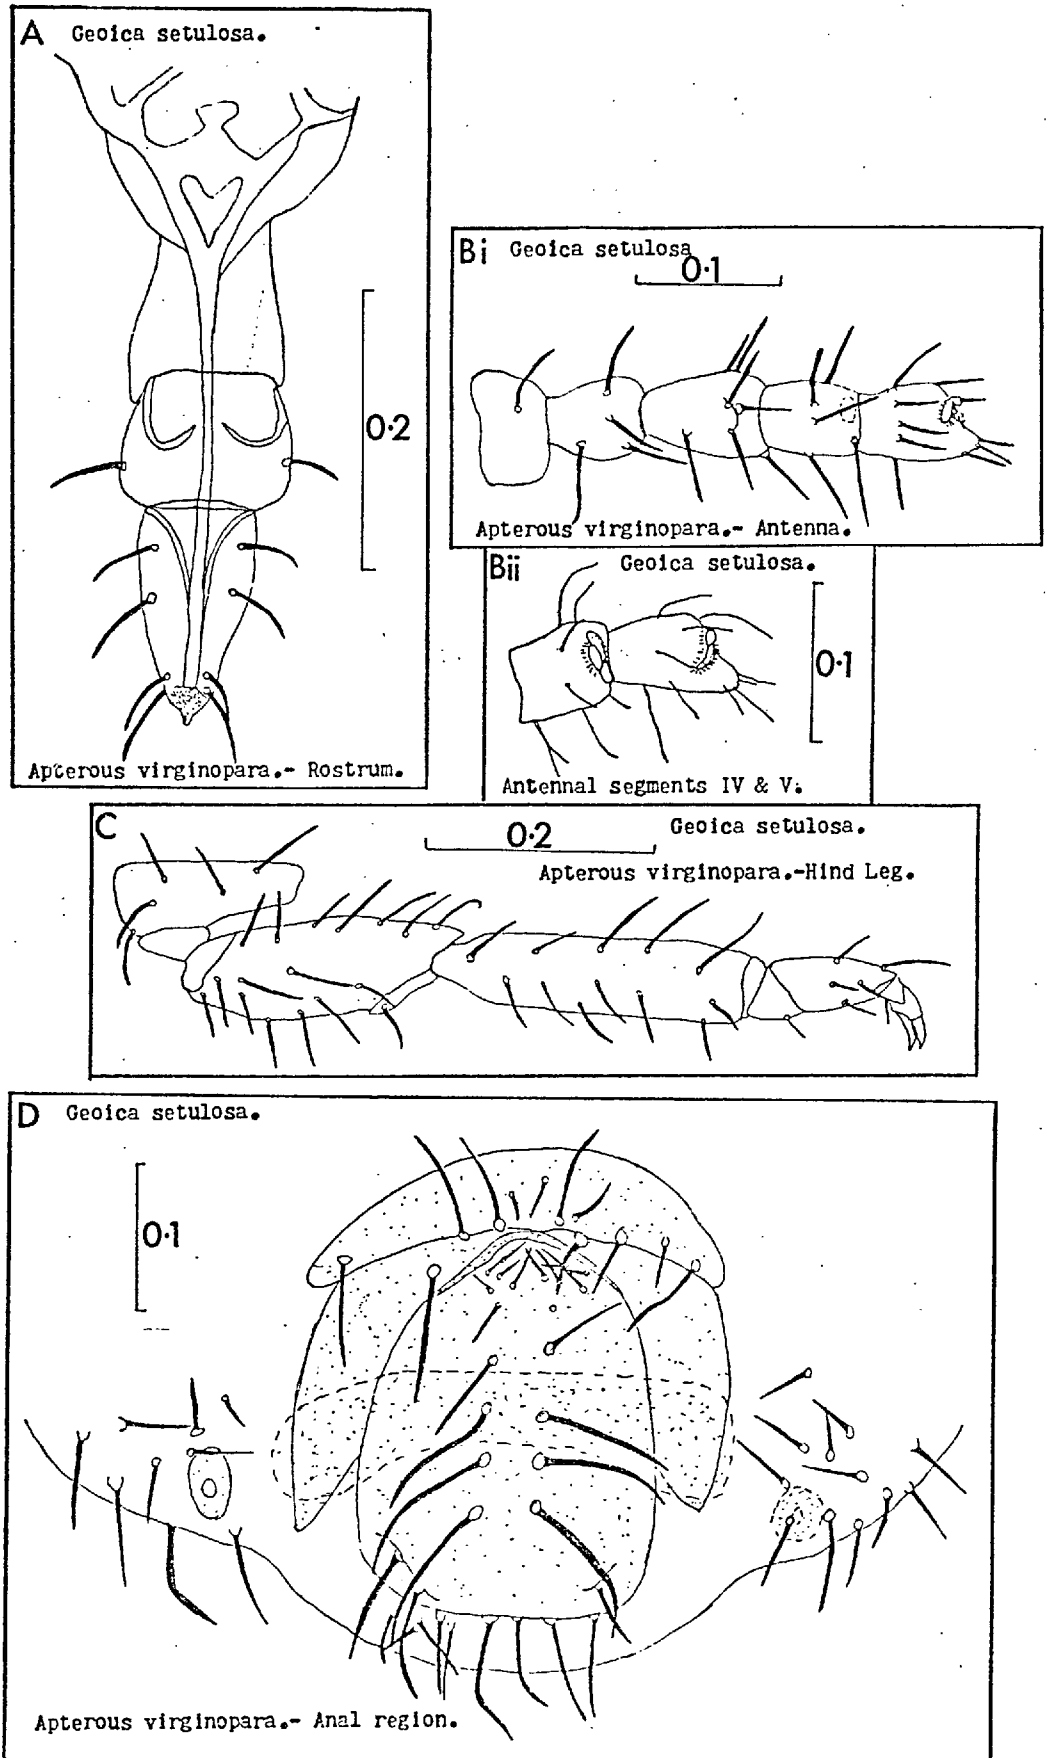 A Geoica setulosa.
0·2
Apterous virginopara.- Rostrum.
Bi Geoica setulosa
0·1
Apterous virginopara.- Antenna.
Bii Geoica setulosa.
0·1
Antennal segments IV & V.
C 0·2 Geoica setulosa.
Apterous virginopara.-Hind Leg.
D Geoica setulosa.
0·1
Apterous virginopara.- Anal region.